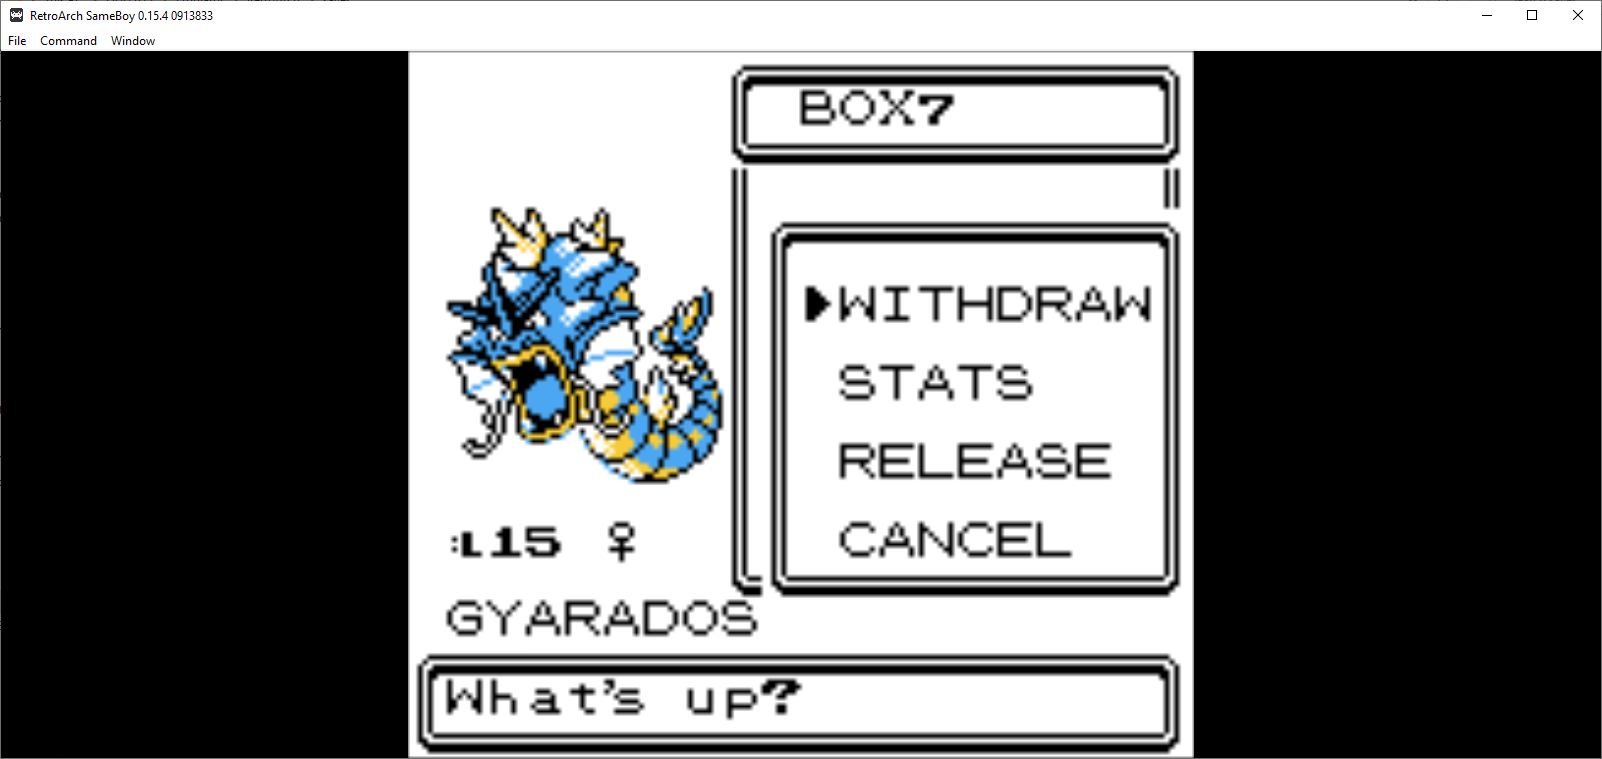 RetroArch SameBoy 0.15.4 0913833
File Command Window
BOX7
▶WITHDRAW
STATS
RELEASE
CANCEL
:L15 ♀
GYARADOS
What's up?